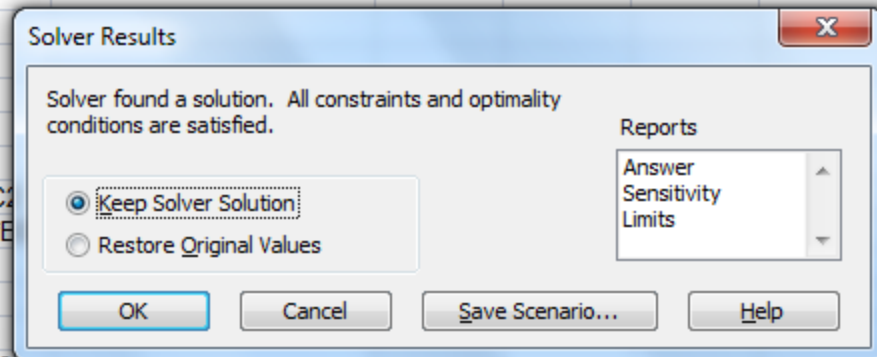 Solver Results
Solver found a solution. All constraints and optimality
conditions are satisfied.
Reports
Answer
Sensitivity
Limits
Keep Solver Solution
Restore Original Values
OK
Cancel
Save Scenario...
Help